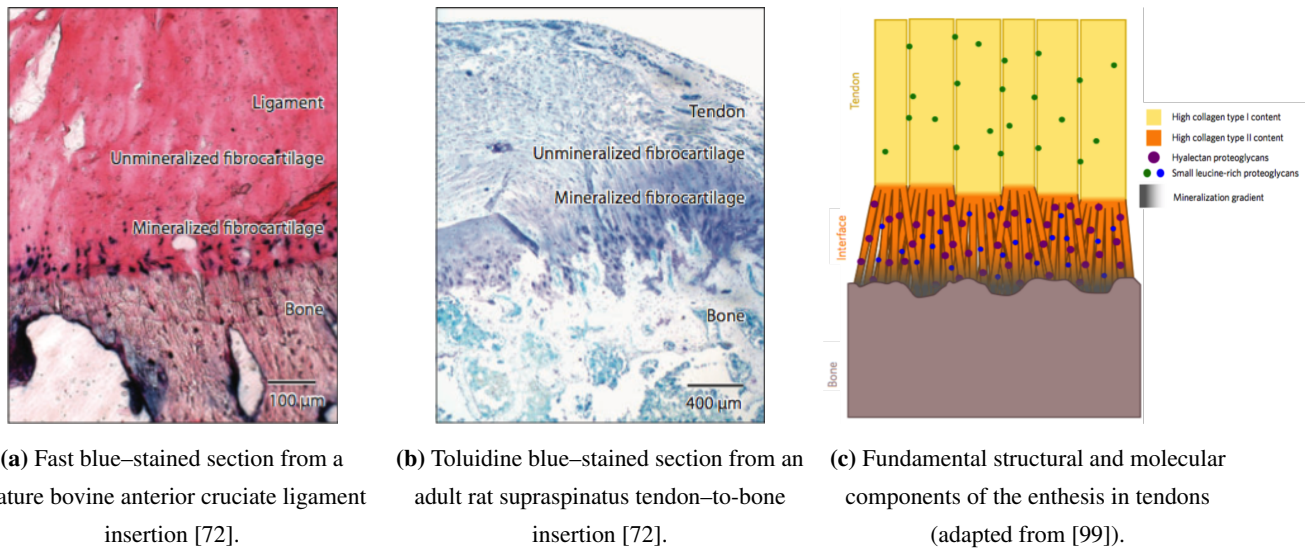 Ligament
Unmineralized fibrocartilage
Mineralized fibrocartilage
Bone
100 μm
Tendon
Unmineralized fibrocartilage
Mineralized fibrocartilage
Bone
400 μm
Tendon
Interface
Bone
High collagen type I content
High collagen type II content
Hyalectan proteoglycans
Small leucine-rich proteoglycans
Mineralization gradient
(a) Fast blue–stained section from a
ature bovine anterior cruciate ligament
insertion [72].
(b) Toluidine blue–stained section from an
adult rat supraspinatus tendon–to-bone
insertion [72].
(c) Fundamental structural and molecular
components of the enthesis in tendons
(adapted from [99]).